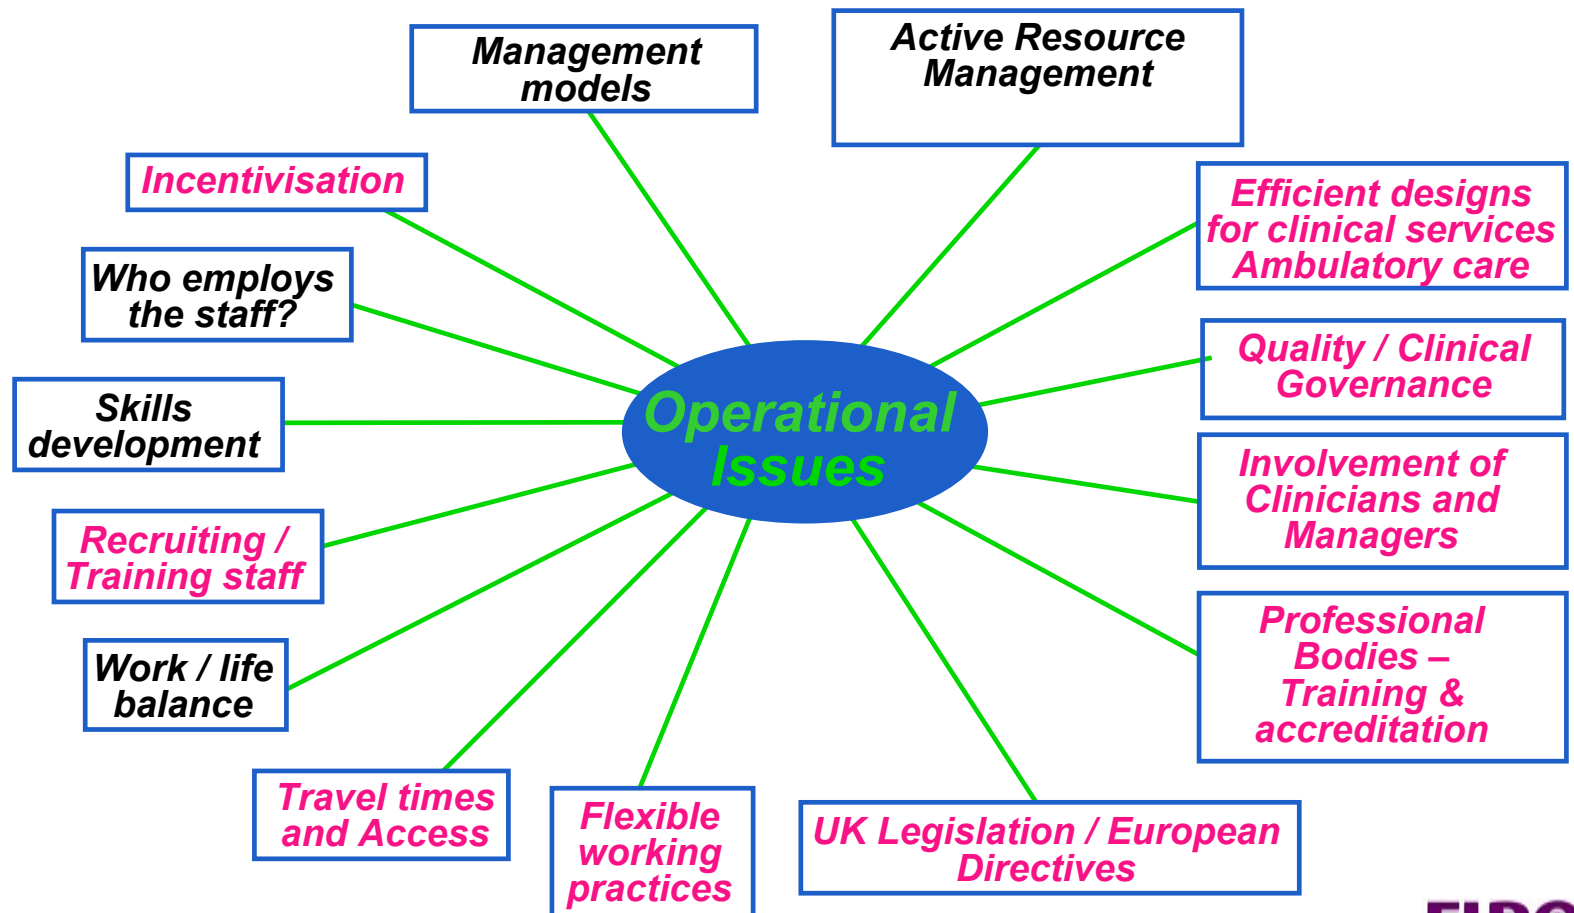 Management
models
Active Resource
Management
Incentivisation
Efficient designs
for clinical services
Ambulatory care
Who employs
the staff?
Quality / Clinical
Governance
Skills
development
Operational
Issues
Involvement of
Clinicians and
Managers
Recruiting /
Training staff
Professional
Bodies –
Training &
accreditation
Work / life
balance
Travel times
and Access
Flexible
working
practices
UK Legislation / European
Directives